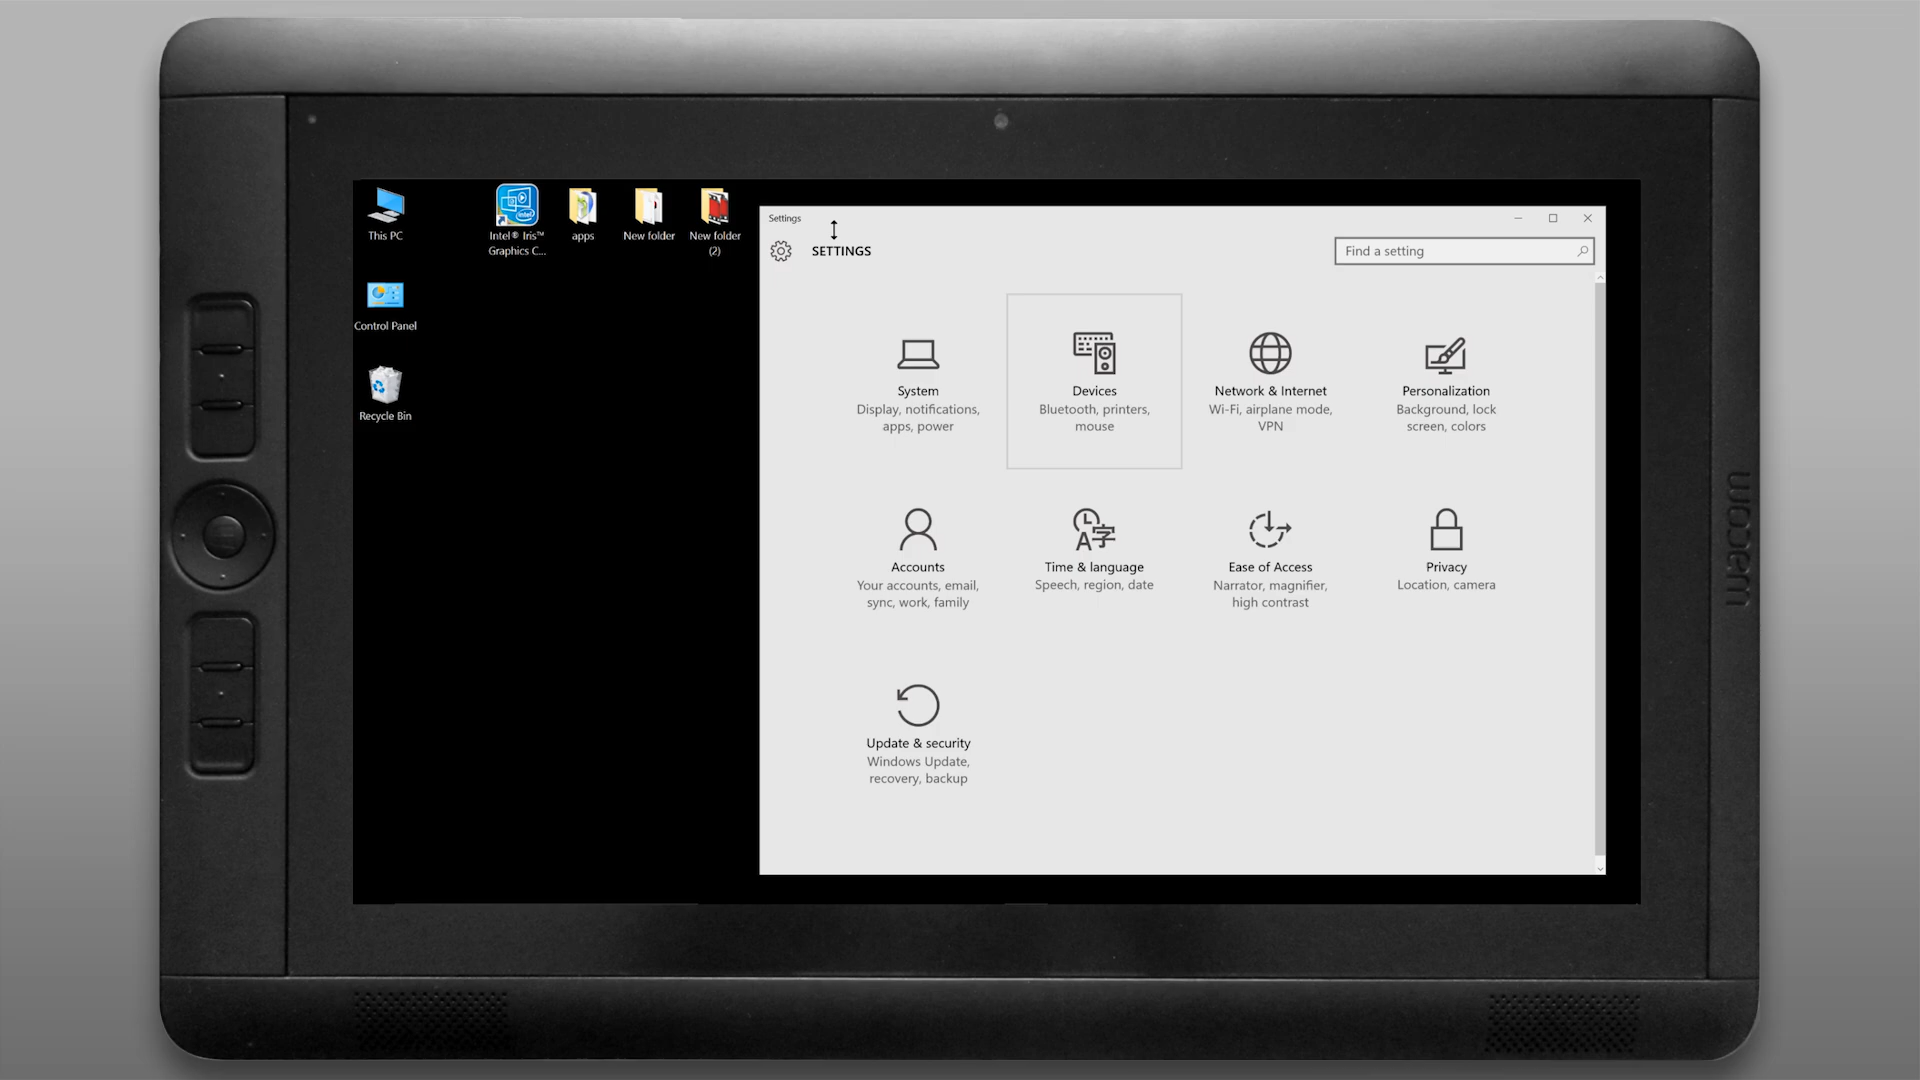 This PC
Intel® Iris™
Graphics C...
apps
New folder
New folder
(2)
Control Panel
Recycle Bin
Settings
SETTINGS
Find a setting
System
Display, notifications,
apps, power
Devices
Bluetooth, printers,
mouse
Network & Internet
Wi-Fi, airplane mode,
VPN
Personalization
Background, lock
screen, colors
Accounts
Your accounts, email,
sync, work, family
Time & language
Speech, region, date
Ease of Access
Narrator, magnifier,
high contrast
Privacy
Location, camera
Update & security
Windows Update,
recovery, backup
wacom